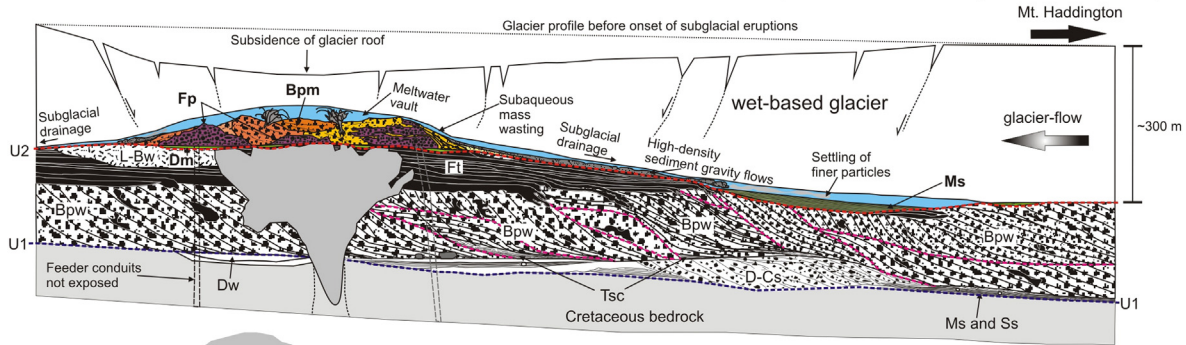 Glacier profile before onset of subglacial eruptions
Mt. Haddington
Subsidence of glacier roof
Bpm
Fp
Meltwater
vault
Subaqueous
mass
wasting
wet-based glacier
~300 m
glacier-flow
Subglacial
drainage
Subglacial
drainage
High-density
sediment gravity flows
Settling of
finer particles
U2
L-Bw
Dm
Ft
Ms
Bpw
Bpw
Bpw
Bpw
U1
Feeder conduits
not exposed
Dw
D-Cs
Tsc
U1
Cretaceous bedrock
Ms and Ss